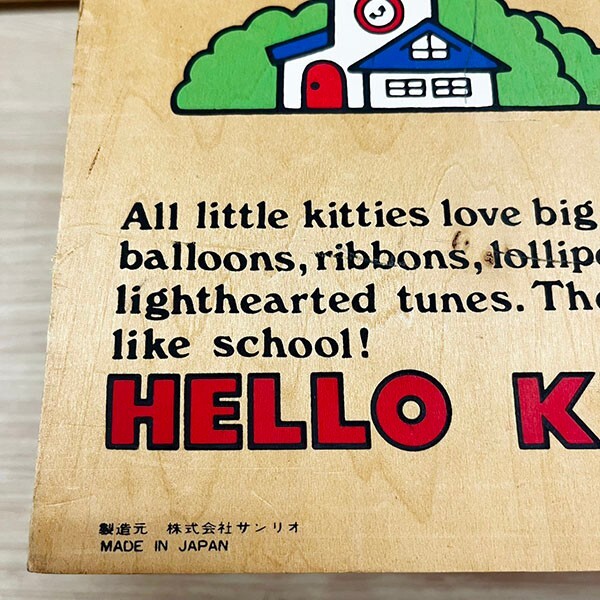 All little kitties love big
balloons, ribbons,
lighthearted tunes.
like school!
HELLO
製造元 株式会社サンリオ
MADE IN JAPAN